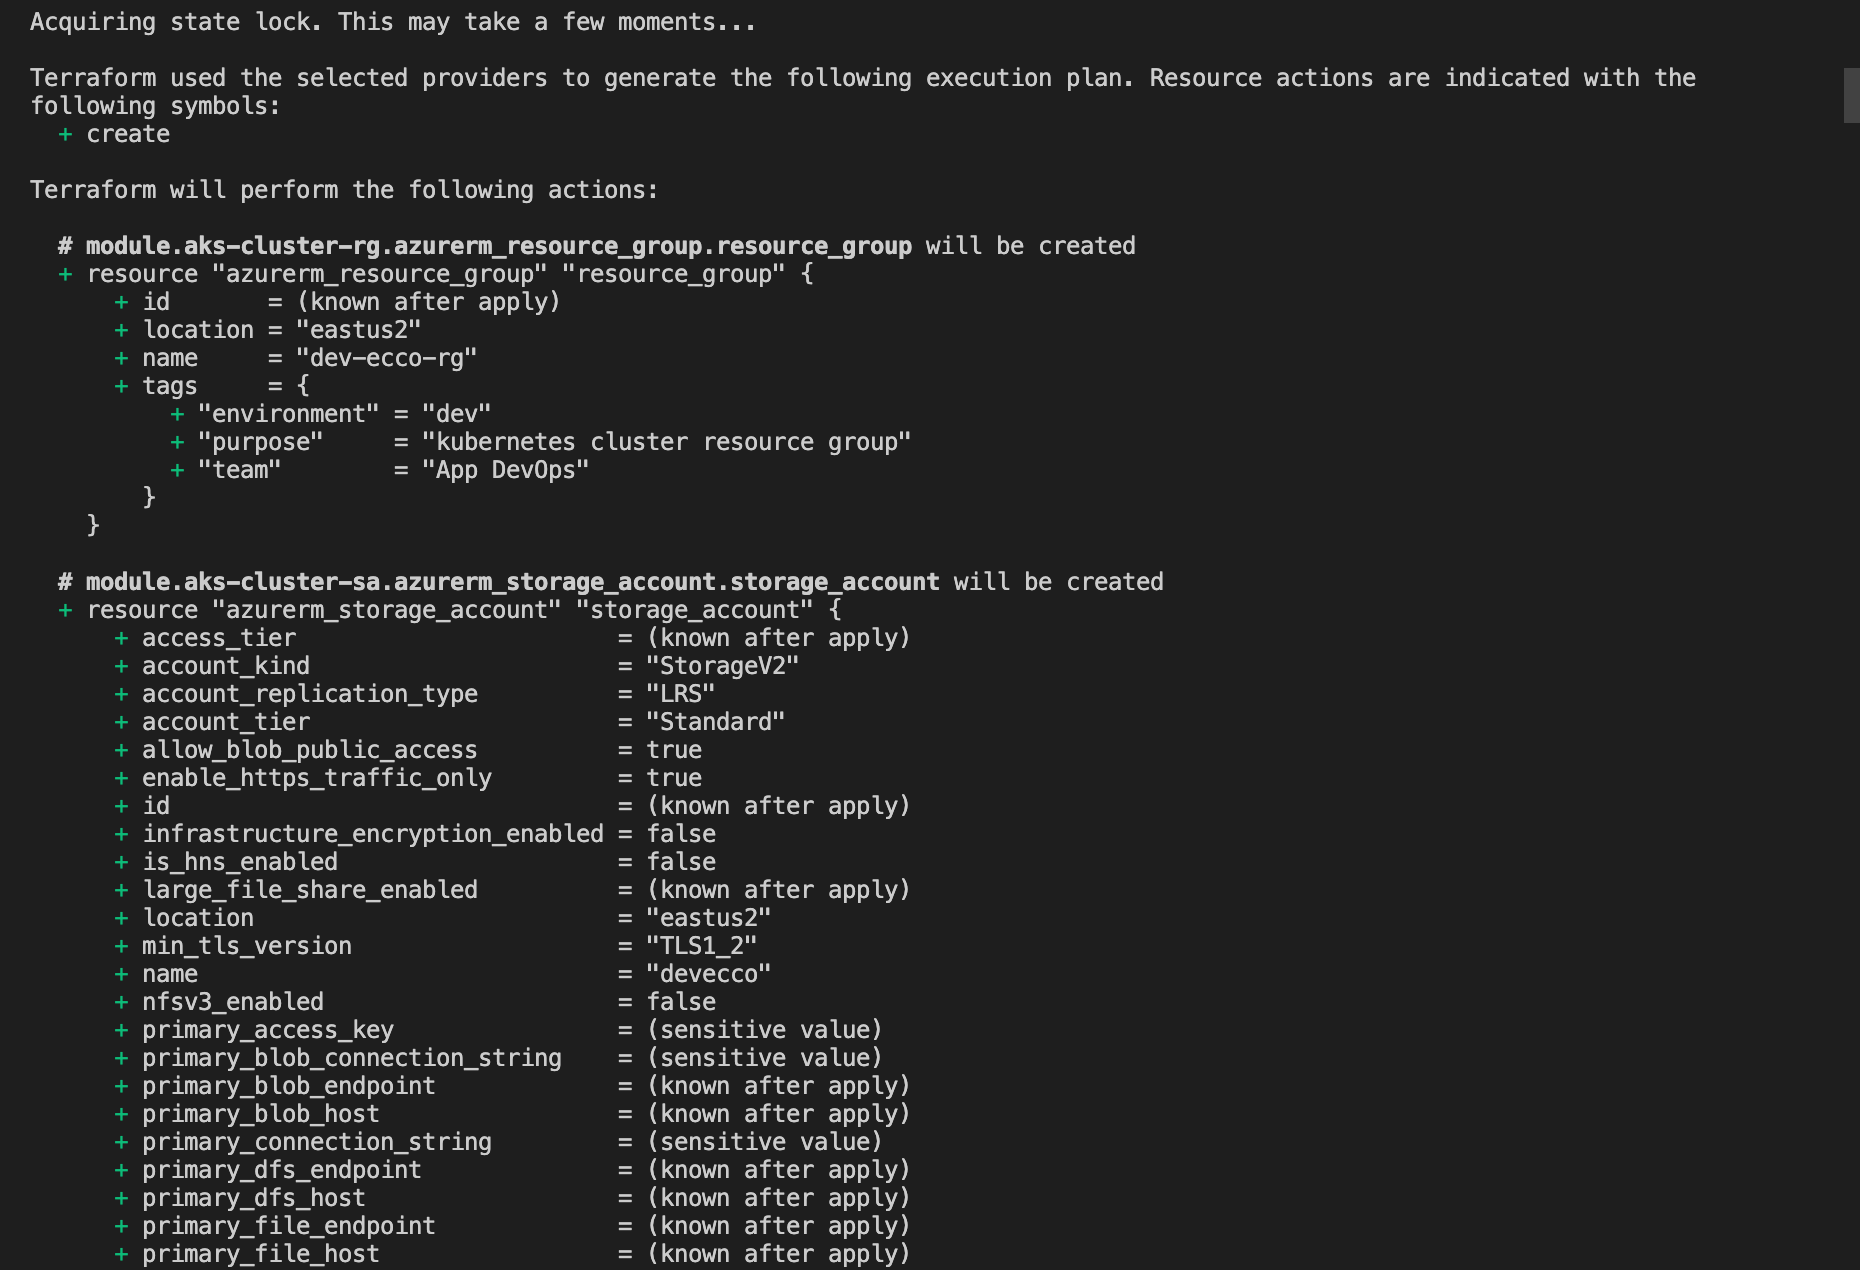 Acquiring state lock. This may take a few moments...
Terraform used the selected providers to generate the following execution plan. Resource actions are indicated with the
following symbols:
  + create
Terraform will perform the following actions:
  # module.aks-cluster-rg.azurerm_resource_group.resource_group will be created
  + resource "azurerm_resource_group" "resource_group" {
      + id       = (known after apply)
      + location = "eastus2"
      + name     = "dev-ecco-rg"
      + tags     = {
          + "environment" = "dev"
          + "purpose"     = "kubernetes cluster resource group"
          + "team"        = "App DevOps"
        }
    }
  # module.aks-cluster-sa.azurerm_storage_account.storage_account will be created
  + resource "azurerm_storage_account" "storage_account" {
      + access_tier                       = (known after apply)
      + account_kind                      = "StorageV2"
      + account_replication_type          = "LRS"
      + account_tier                      = "Standard"
      + allow_blob_public_access          = true
      + enable_https_traffic_only         = true
      + id                                = (known after apply)
      + infrastructure_encryption_enabled = false
      + is_hns_enabled                    = false
      + large_file_share_enabled          = (known after apply)
      + location                          = "eastus2"
      + min_tls_version                   = "TLS1_2"
      + name                              = "devecco"
      + nfsv3_enabled                     = false
      + primary_access_key                = (sensitive value)
      + primary_blob_connection_string    = (sensitive value)
      + primary_blob_endpoint             = (known after apply)
      + primary_blob_host                 = (known after apply)
      + primary_connection_string         = (sensitive value)
      + primary_dfs_endpoint              = (known after apply)
      + primary_dfs_host                  = (known after apply)
      + primary_file_endpoint             = (known after apply)
      + primary_file_host                 = (known after apply)